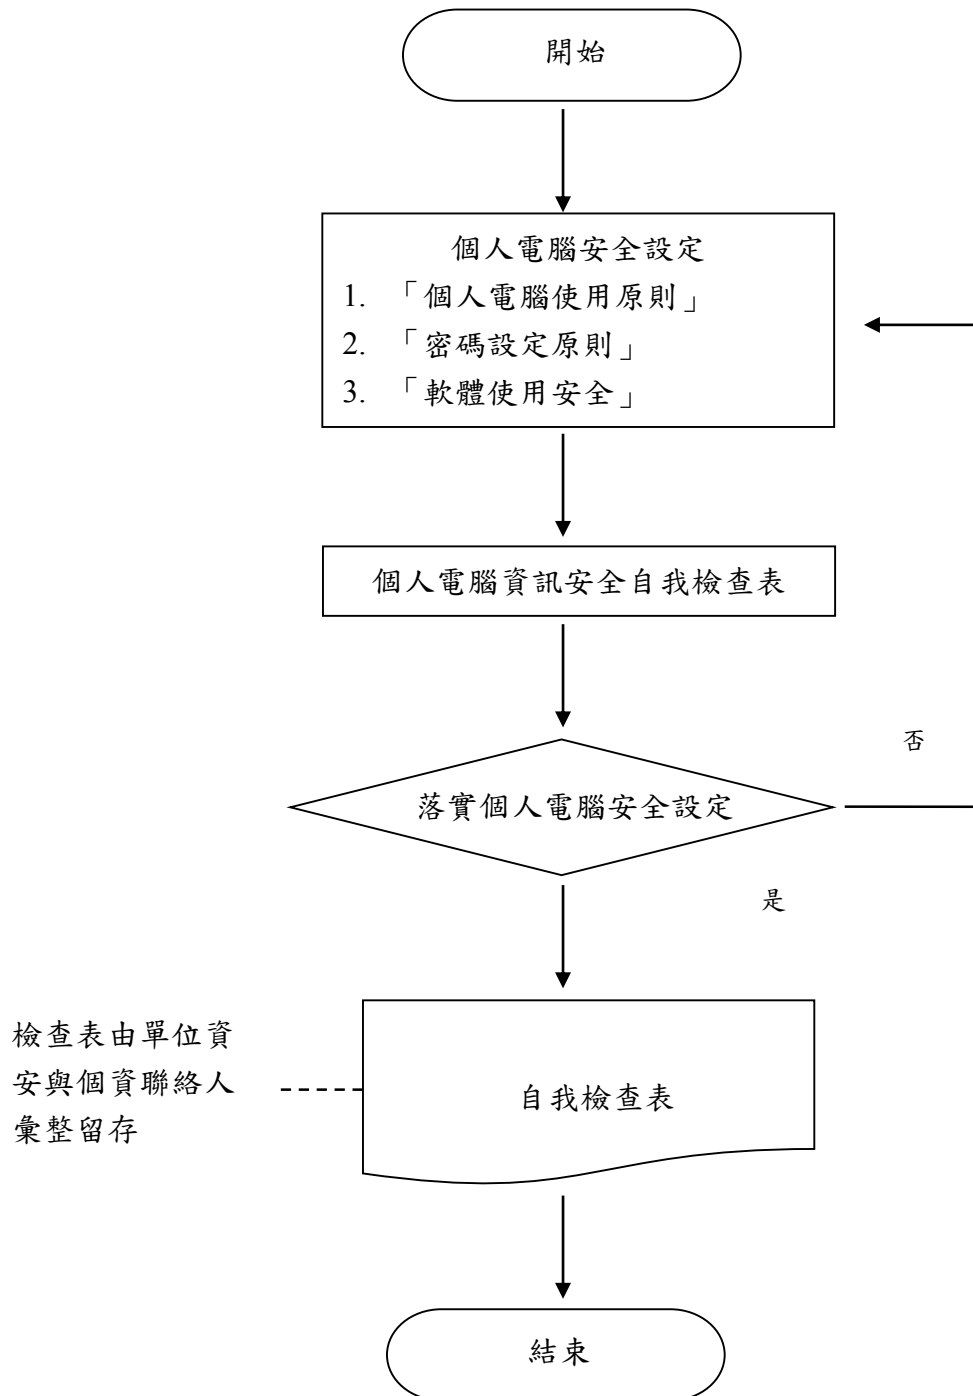 開始
個人電腦安全設定
1. 「個人電腦使用原則」
2. 「密碼設定原則」
3. 「軟體使用安全」
個人電腦資訊安全自我檢查表
否
落實個人電腦安全設定
是
檢查表由單位資
安與個資聯絡人
彙整留存
自我檢查表
結束